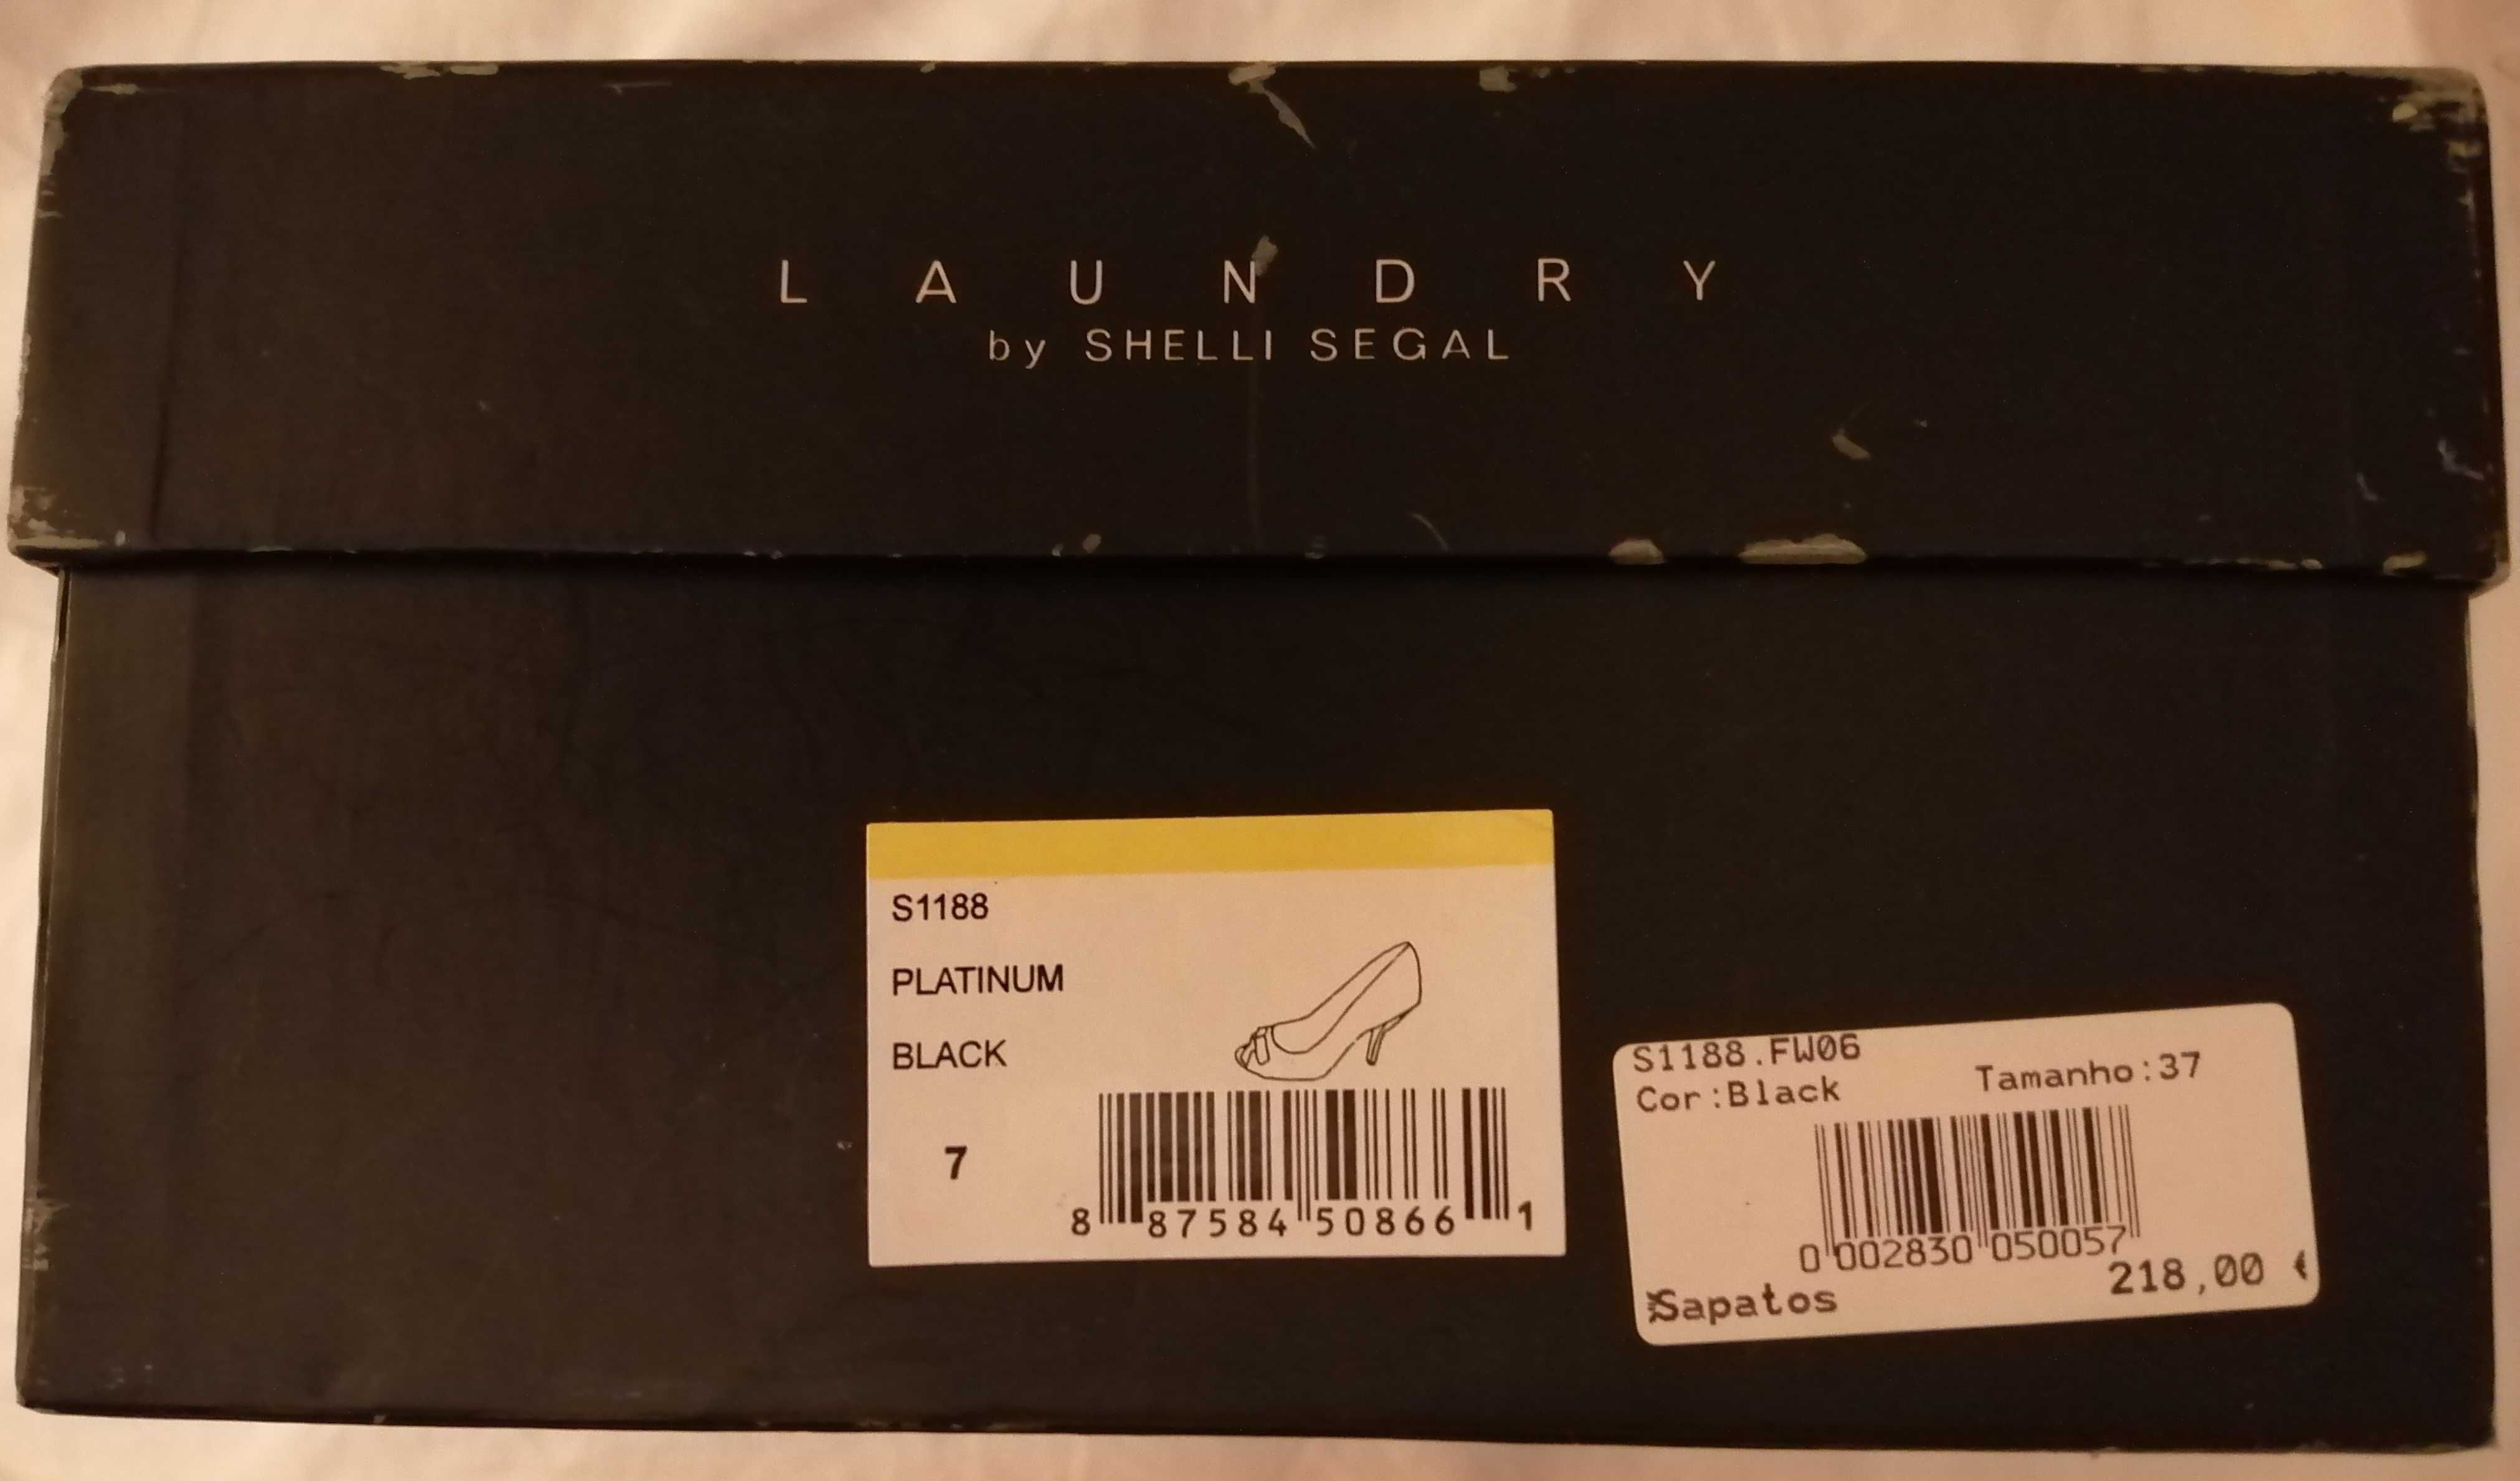 LAUNDRY
by SHELLI SEGAL
S1188
PLATINUM
BLACK
7
8 87584 50866 1
S1188.FW06
Cor:Black Tamanho:37
0 002830 050057
218,00 €
Sapatos